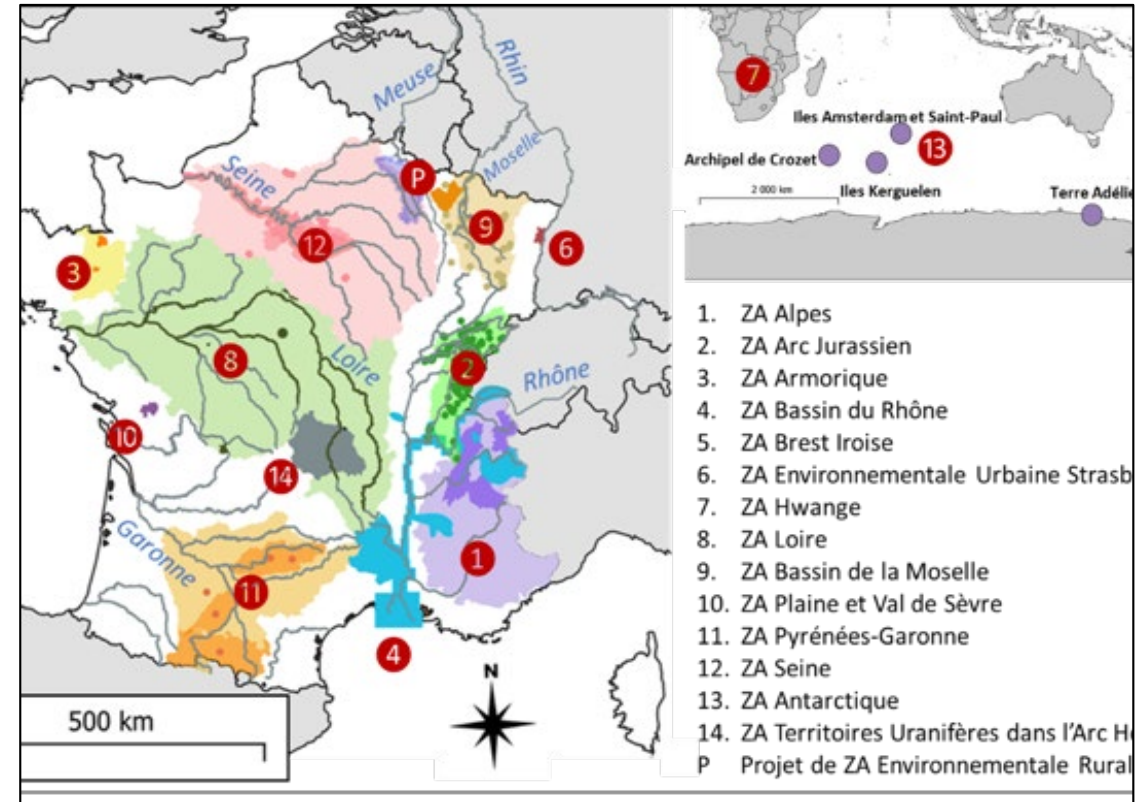 Meuse
Rhin
Seine
Moselle
P
12
9
6
3
8
Loire
2
Rhône
10
14
Garonne
11
1
4
N
500 km
7
Iles Amsterdam et Saint-Paul
13
Archipel de Crozet
Iles Kerguelen
2 000 km
Terre Adélie
1. ZA Alpes
2. ZA Arc Jurassien
3. ZA Armorique
4. ZA Bassin du Rhône
5. ZA Brest Iroise
6. ZA Environnementale Urbaine Strasb
7. ZA Hwange
8. ZA Loire
9. ZA Bassin de la Moselle
10. ZA Plaine et Val de Sèvre
11. ZA Pyrénées-Garonne
12. ZA Seine
13. ZA Antarctique
14. ZA Territoires Uranifères dans l'Arc H
P Projet de ZA Environnementale Rural